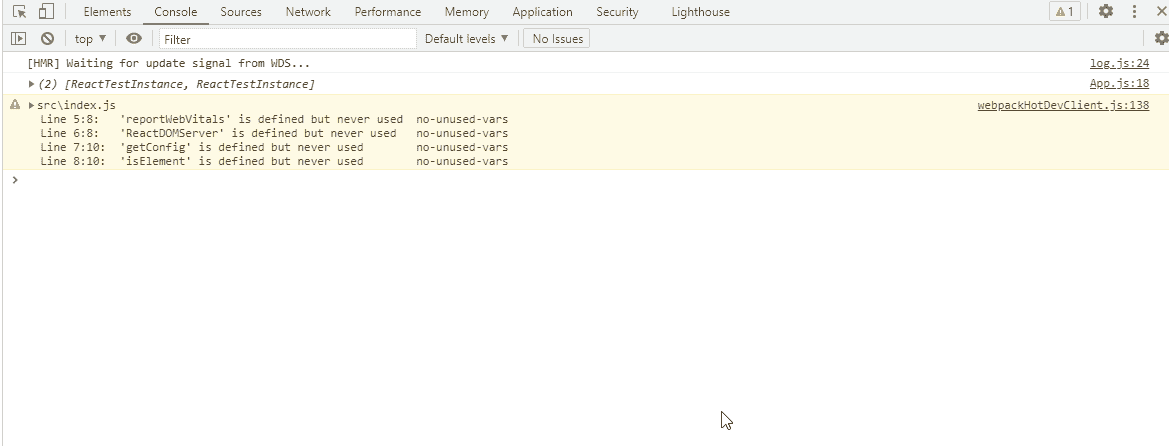 Elements Console Sources Network Performance Memory Application Security Lighthouse 1
top Filter Default levels No Issues
[HMR] Waiting for update signal from WDS... log.js:24
(2) [ReactTestInstance, ReactTestInstance] App.js:18
src\index.js webpackHotDevClient.js:138
Line 5:8: 'reportWebVitals' is defined but never used no-unused-vars
Line 6:8: 'ReactDOMServer' is defined but never used no-unused-vars
Line 7:10: 'getConfig' is defined but never used no-unused-vars
Line 8:10: 'isElement' is defined but never used no-unused-vars